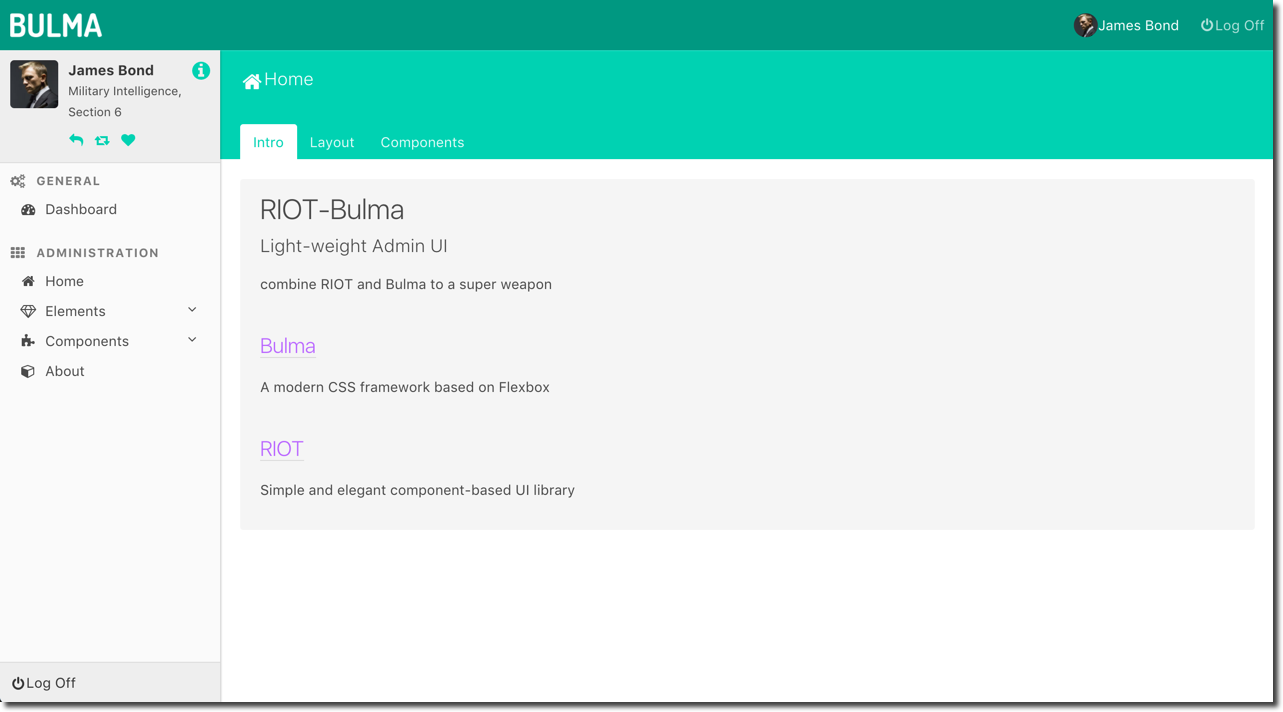 BULMA
James Bond
Log Off
James Bond
Military Intelligence,
Section 6
GENERAL
Dashboard
ADMINISTRATION
Home
Elements
Components
About
Log Off
Home
Intro
Layout
Components
RIOT-Bulma
Light-weight Admin UI
combine RIOT and Bulma to a super weapon
Bulma
A modern CSS framework based on Flexbox
RIOT
Simple and elegant component-based UI library